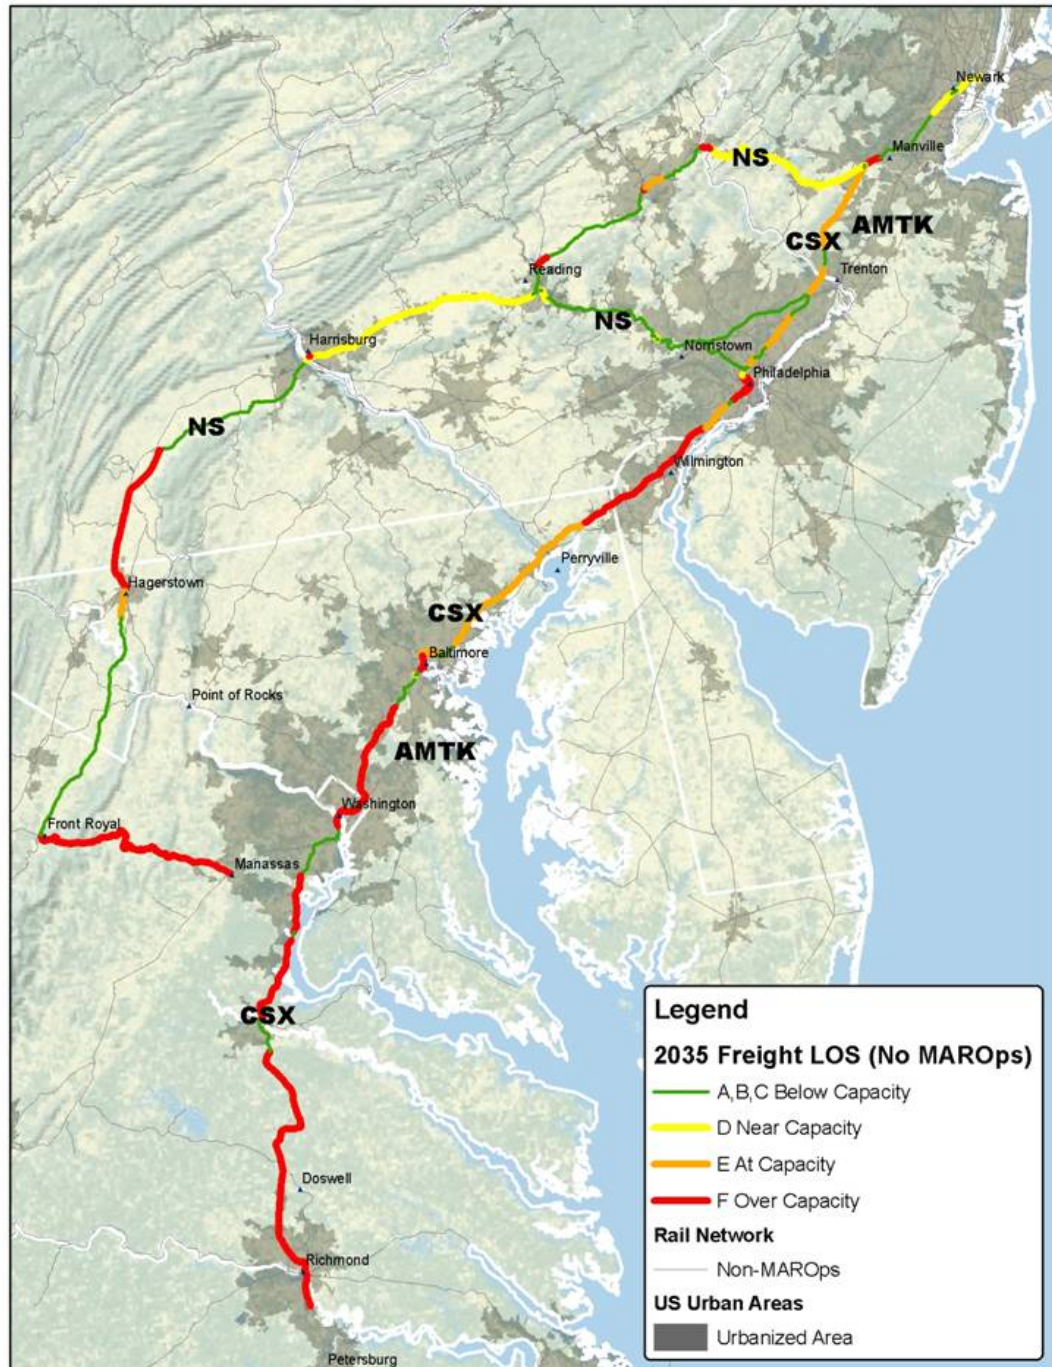 Newark
Manville
NS
AMTK
CSX
Trenton
Reading
NS
Norristown
Harrisburg
Philadelphia
NS
Wilmington
Perryville
Hagerstown
CSX
Baltimore
Point of Rocks
AMTK
Washington
Front Royal
Manassas
CSX
Doswell
Richmond
Petersburg
Legend
2035 Freight LOS (No MAROps)
A,B,C Below Capacity
D Near Capacity
E At Capacity
F Over Capacity
Rail Network
Non-MAROps
US Urban Areas
Urbanized Area